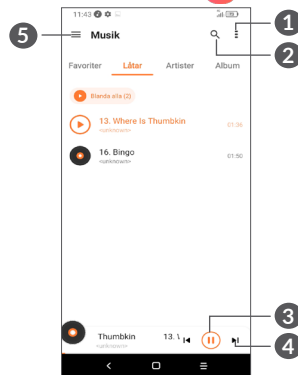 11:43
Musik
Favoriter Låtar Artister Album
Blanda alla (2)
13. Where Is Thumbkin
<unknown>
01:36
16. Bingo
<unknown>
01:50
Thumbkin 13. W
<unknown>
1
2
3
4
5